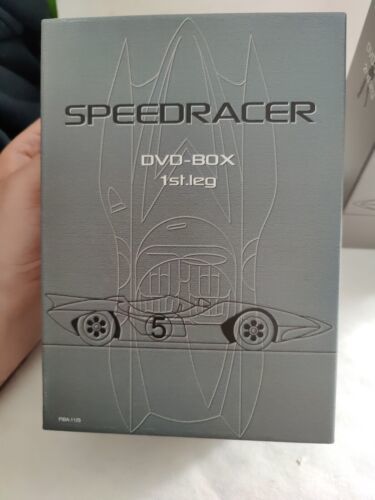 SPEEDRACER
DVD-BOX
1st.leg
5